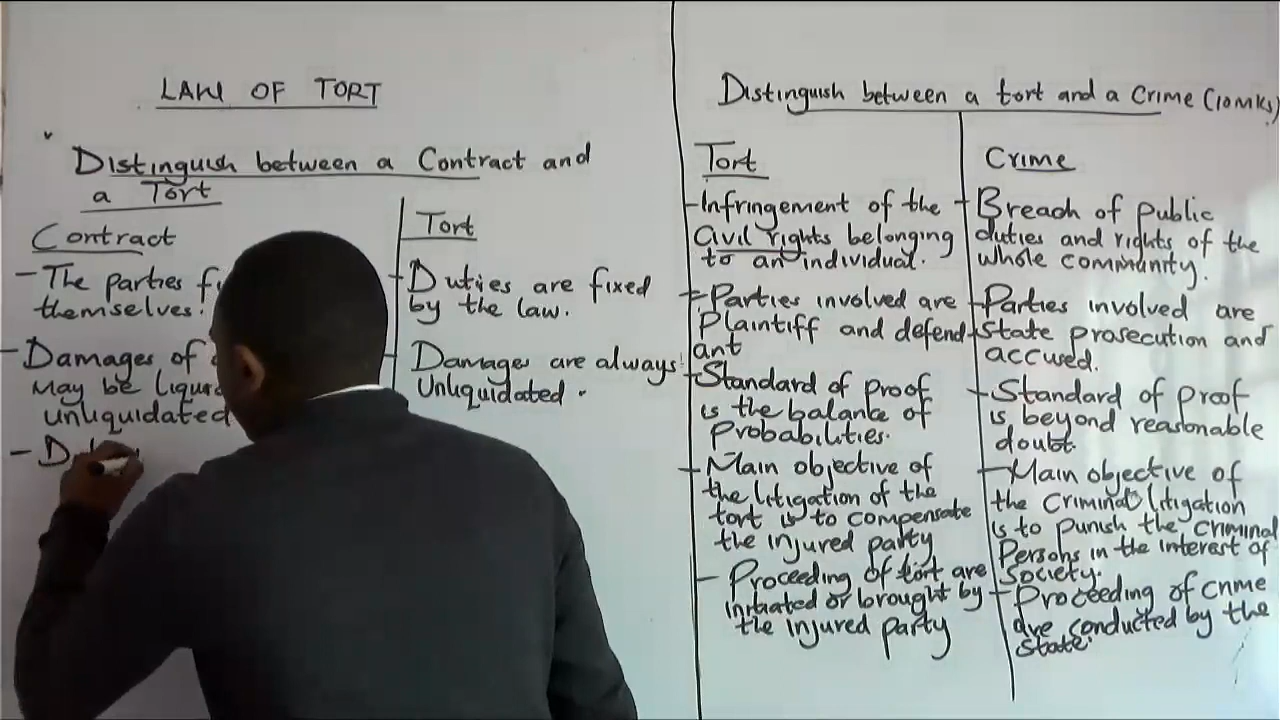 LAW OF TORT
Distinguish between a Contract and
a Tort
Contract
- The parties
themselves.
- Damages of
may be
unliquidated
-
Tort
- Duties are fixed
by the law.
- Damages are always
Unliquidated.
Distinguish between a tort and a Crime (10mks)
Tort
- Infringement of the
Civil rights belonging
to an individual.
- Parties involved are
Plaintiff and defend
ant
- Standard of proof
is the balance of
Probabilities.
- Main objective of
the litigation of the
tort is to compensate
the injured party
- Proceeding of tort are
initiated or brought by
the injured party
Crime
- Breach of public
duties and rights of the
whole community.
- Parties involved are
State prosecution and
accused.
- Standard of proof
is beyond reasonable
doubt.
- Main objective of
the Criminal litigation
is to punish the criminal
Persons in the interest of
Society.
- Proceeding of crime
are conducted by the
State.